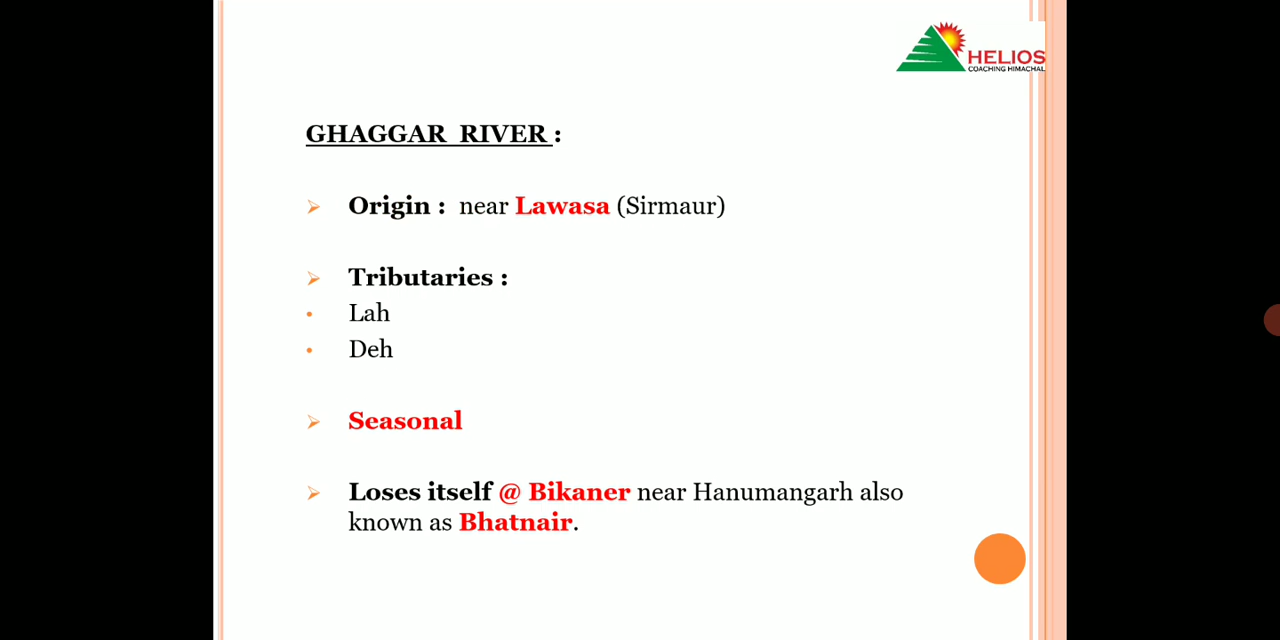 HELIOS
COACHING HIMACHAL
GHAGGAR RIVER :
Origin : near Lawasa (Sirmaur)
Tributaries :
Lah
Deh
Seasonal
Loses itself @ Bikaner near Hanumangarh also
known as Bhatnair.